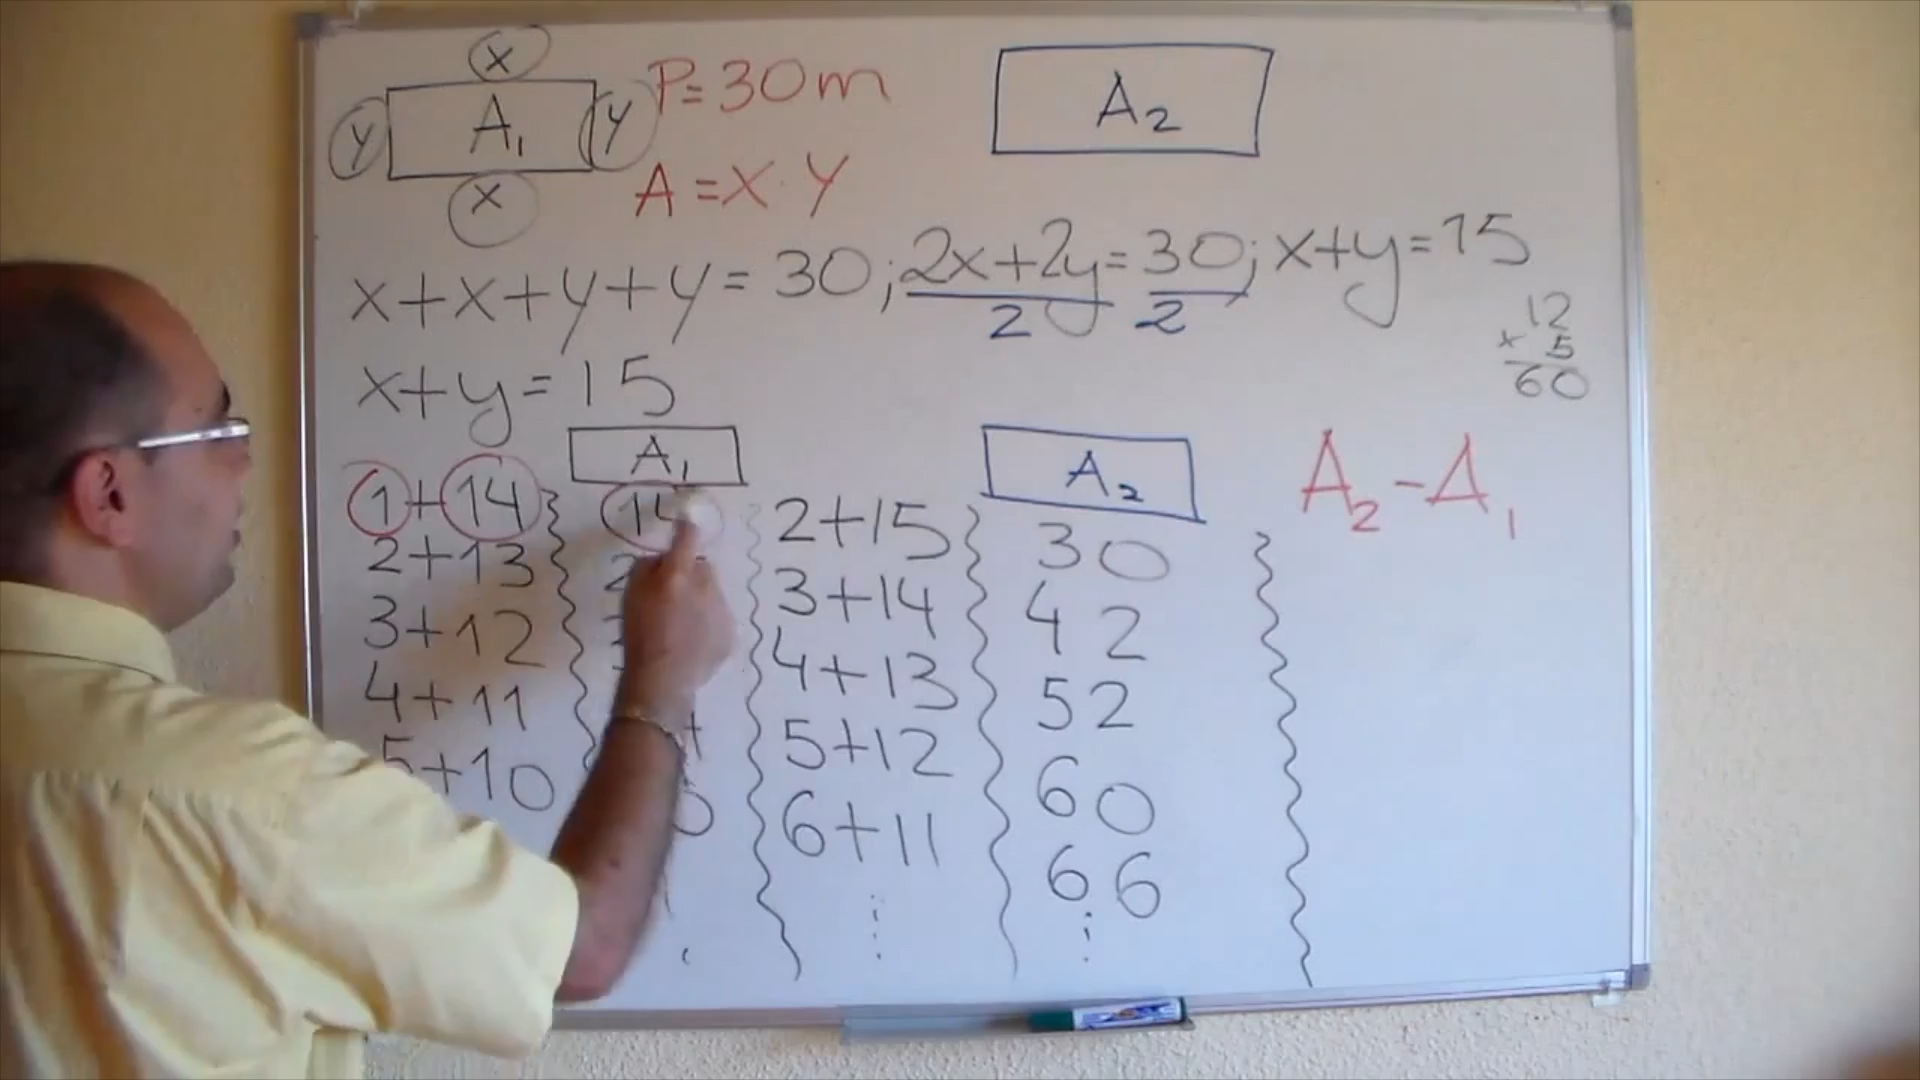 x
y A₁ y P=30m
x
A=X·Y
A₂
x+x+y+y=30; 2x+2y=30; x+y=15
2 2
12
x 5
60
x+y=15
A₁ A₂ A₂-A₁
1+14 14 2+15 30
2+13 3+14 42
3+12 4+13 52
4+11 5+12 60
5+10 6+11 66